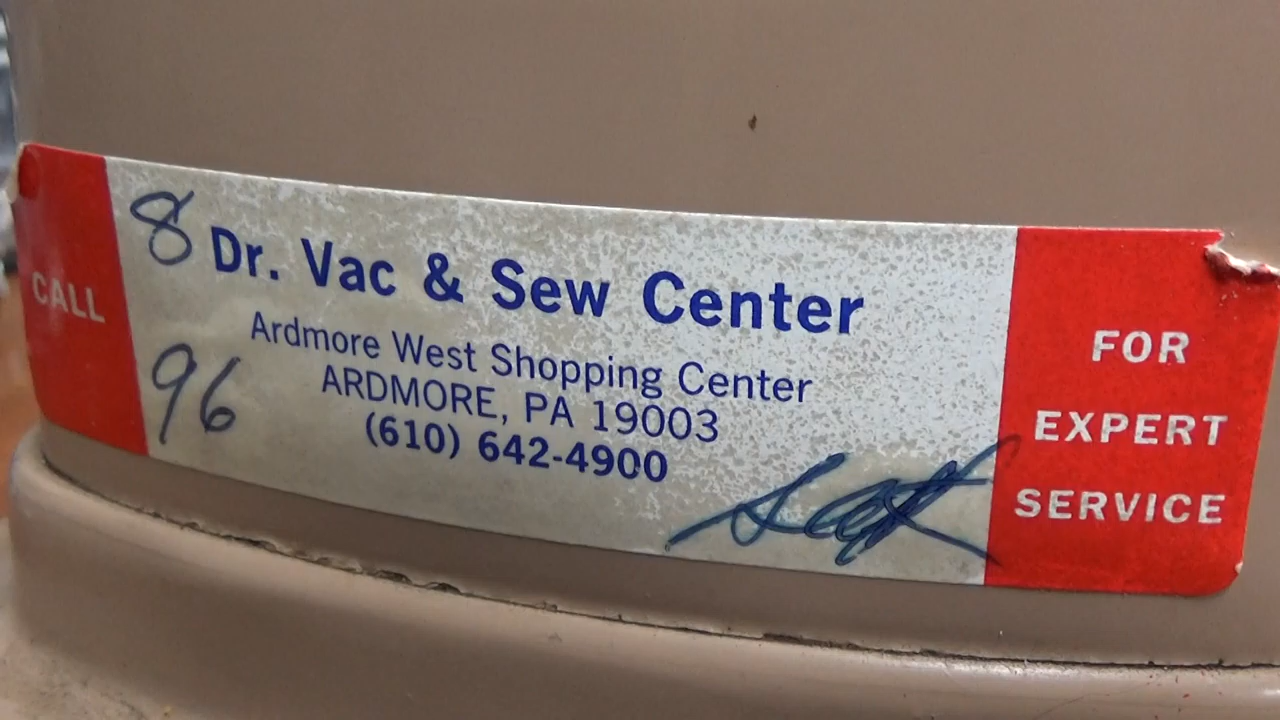 CALL
8
Dr. Vac & Sew Center
Ardmore West Shopping Center
ARDMORE, PA 19003
(610) 642-4900
96
FOR
EXPERT
SERVICE